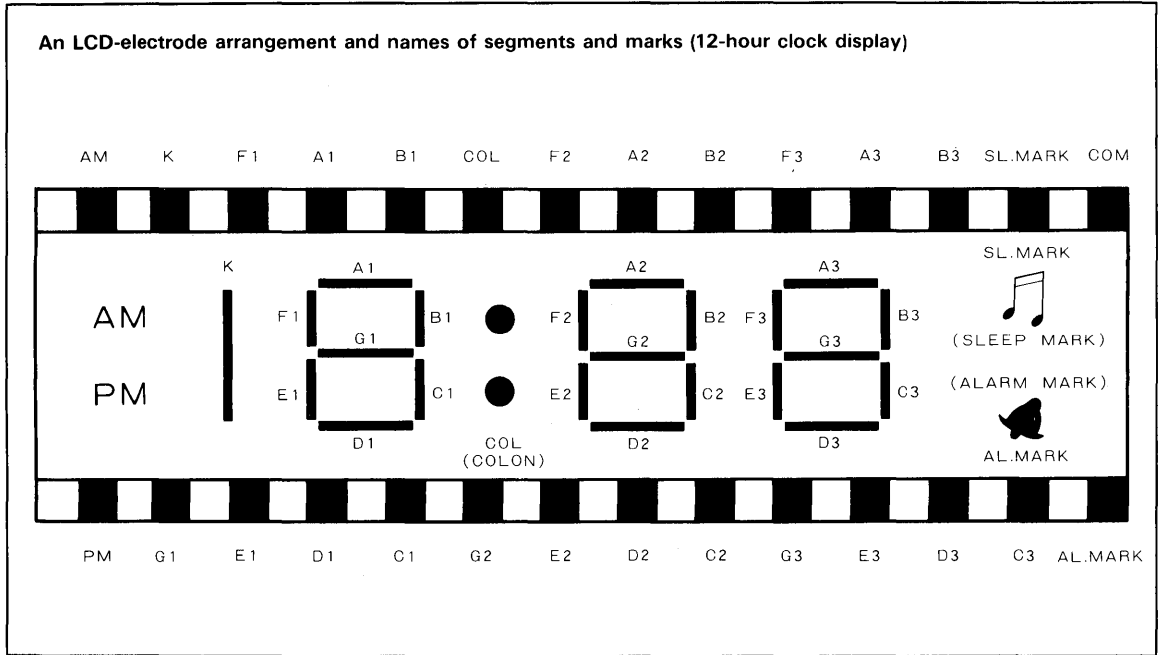 An LCD-electrode arrangement and names of segments and marks (12-hour clock display)
AM K F1 A1 B1 COL F2 A2 B2 F3 A3 B3 SL.MARK COM
K A1 A2 A3 SL.MARK
AM F1 B1 F2 B2 F3 B3
G1 G2 G3 (SLEEP MARK)
PM E1 C1 E2 C2 E3 C3 (ALARM MARK)
D1 COL D2 D3 AL.MARK
(COLON)
PM G1 E1 D1 C1 G2 E2 D2 C2 G3 E3 D3 C3 AL.MARK